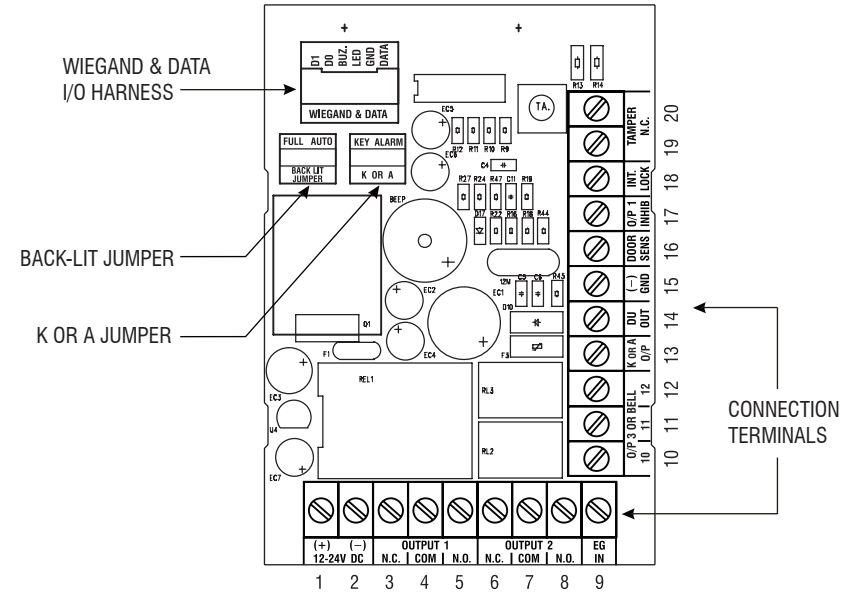 WIEGAND & DATA
I/O HARNESS
BACK-LIT JUMPER
K OR A JUMPER
D1
D0
BUZ.
LED
GND
DATA
WIEGAND & DATA
FULL AUTO
BACK LIT
JUMPER
KEY ALARM
K OR A
EC5
TA.
R13 R14
R12 R11 R10 R9
EC6
C4
R27 R24 R47 C11 R19
BEEP
D17 R22 R16 R18 R44
12M
C5 C6 R45
EC2
EC1
D10
Q1
F1
EC4
F3
REL1
RL3
RL2
EC3
U4
EC7
TAMPER
N.C.
20
19
INT.
LOCK
18
O/P 1
INHIB
17
DOOR
SENS
16
(–)
GND
15
DU
OUT
14
K OR A
O/P
13
O/P 3 OR BELL
12
12
11
11
10
10
CONNECTION
TERMINALS
(+) (–)
12-24V DC
OUTPUT 1
N.C. COM N.O.
OUTPUT 2
N.C. COM N.O.
EG
IN
1 2 3 4 5 6 7 8 9